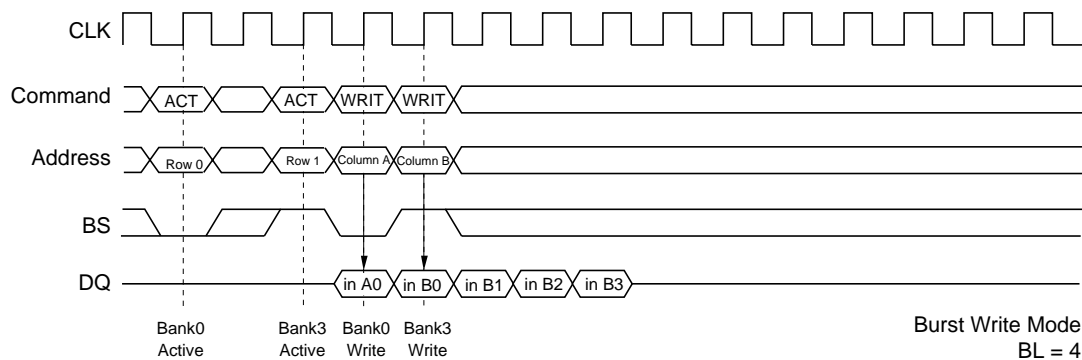 CLK
Command ACT ACT WRIT WRIT
Address Row 0 Row 1 Column A Column B
BS
DQ in A0 in B0 in B1 in B2 in B3
Bank0 Bank3 Bank0 Bank3
Active Active Write Write
Burst Write Mode
BL = 4